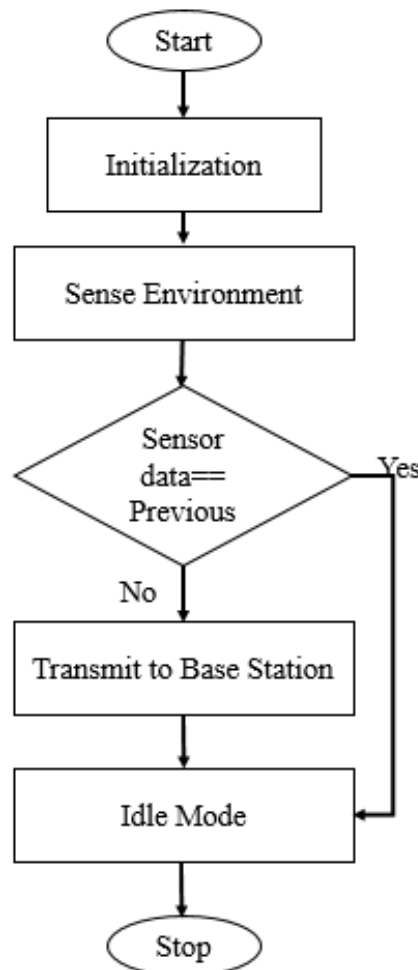 Start
Initialization
Sense Environment
Sensor
data==
Previous
Yes
No
Transmit to Base Station
Idle Mode
Stop